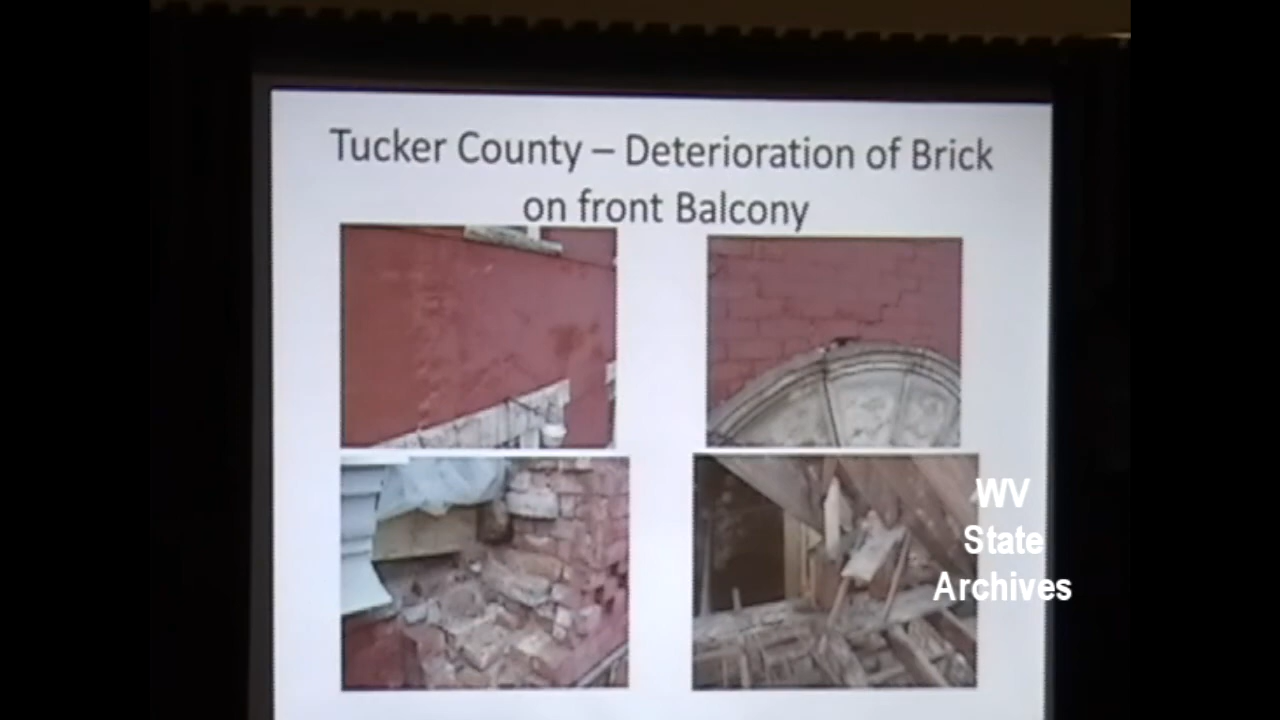 Tucker County – Deterioration of Brick
on front Balcony
WV
State
Archives